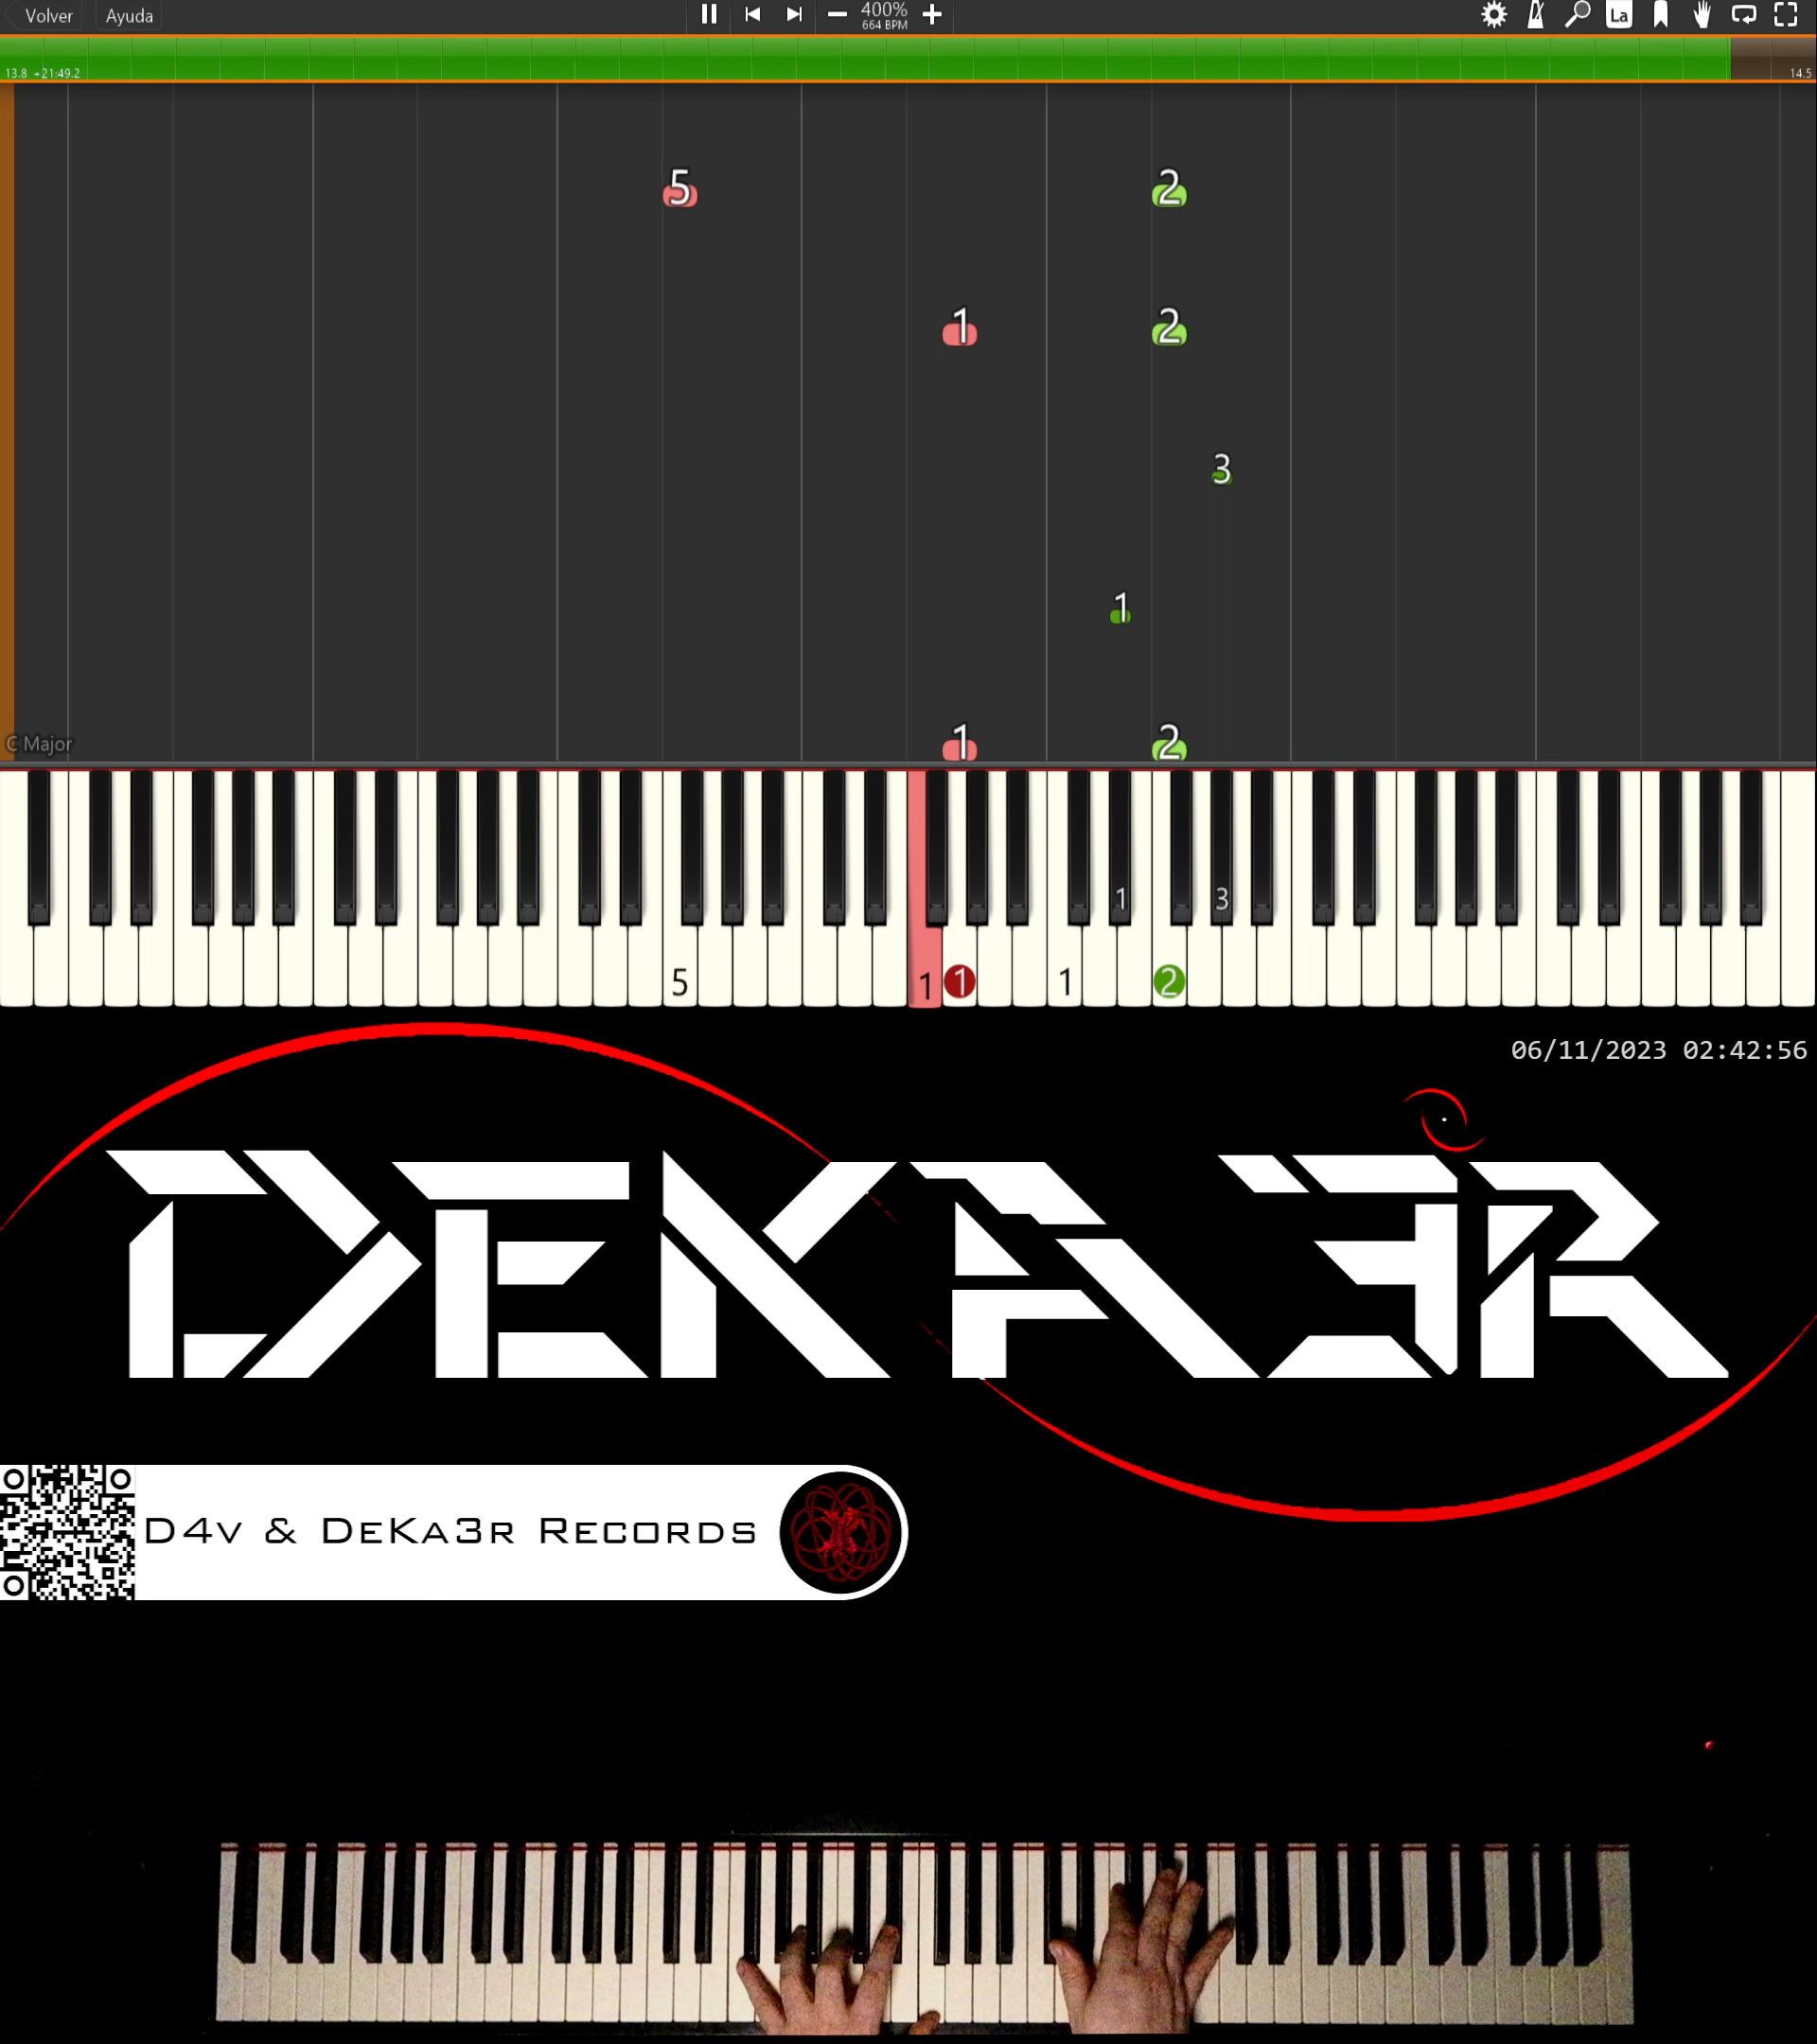 Volver Ayuda 400% La
664 BPM
13.8 +21:49.2 14.5
5 2
1 2
3
1
C Major 1 2
1 3
5 1 1 1 2
06/11/2023 02:42:56
DEKA3R
D4v & DeKa3r Records